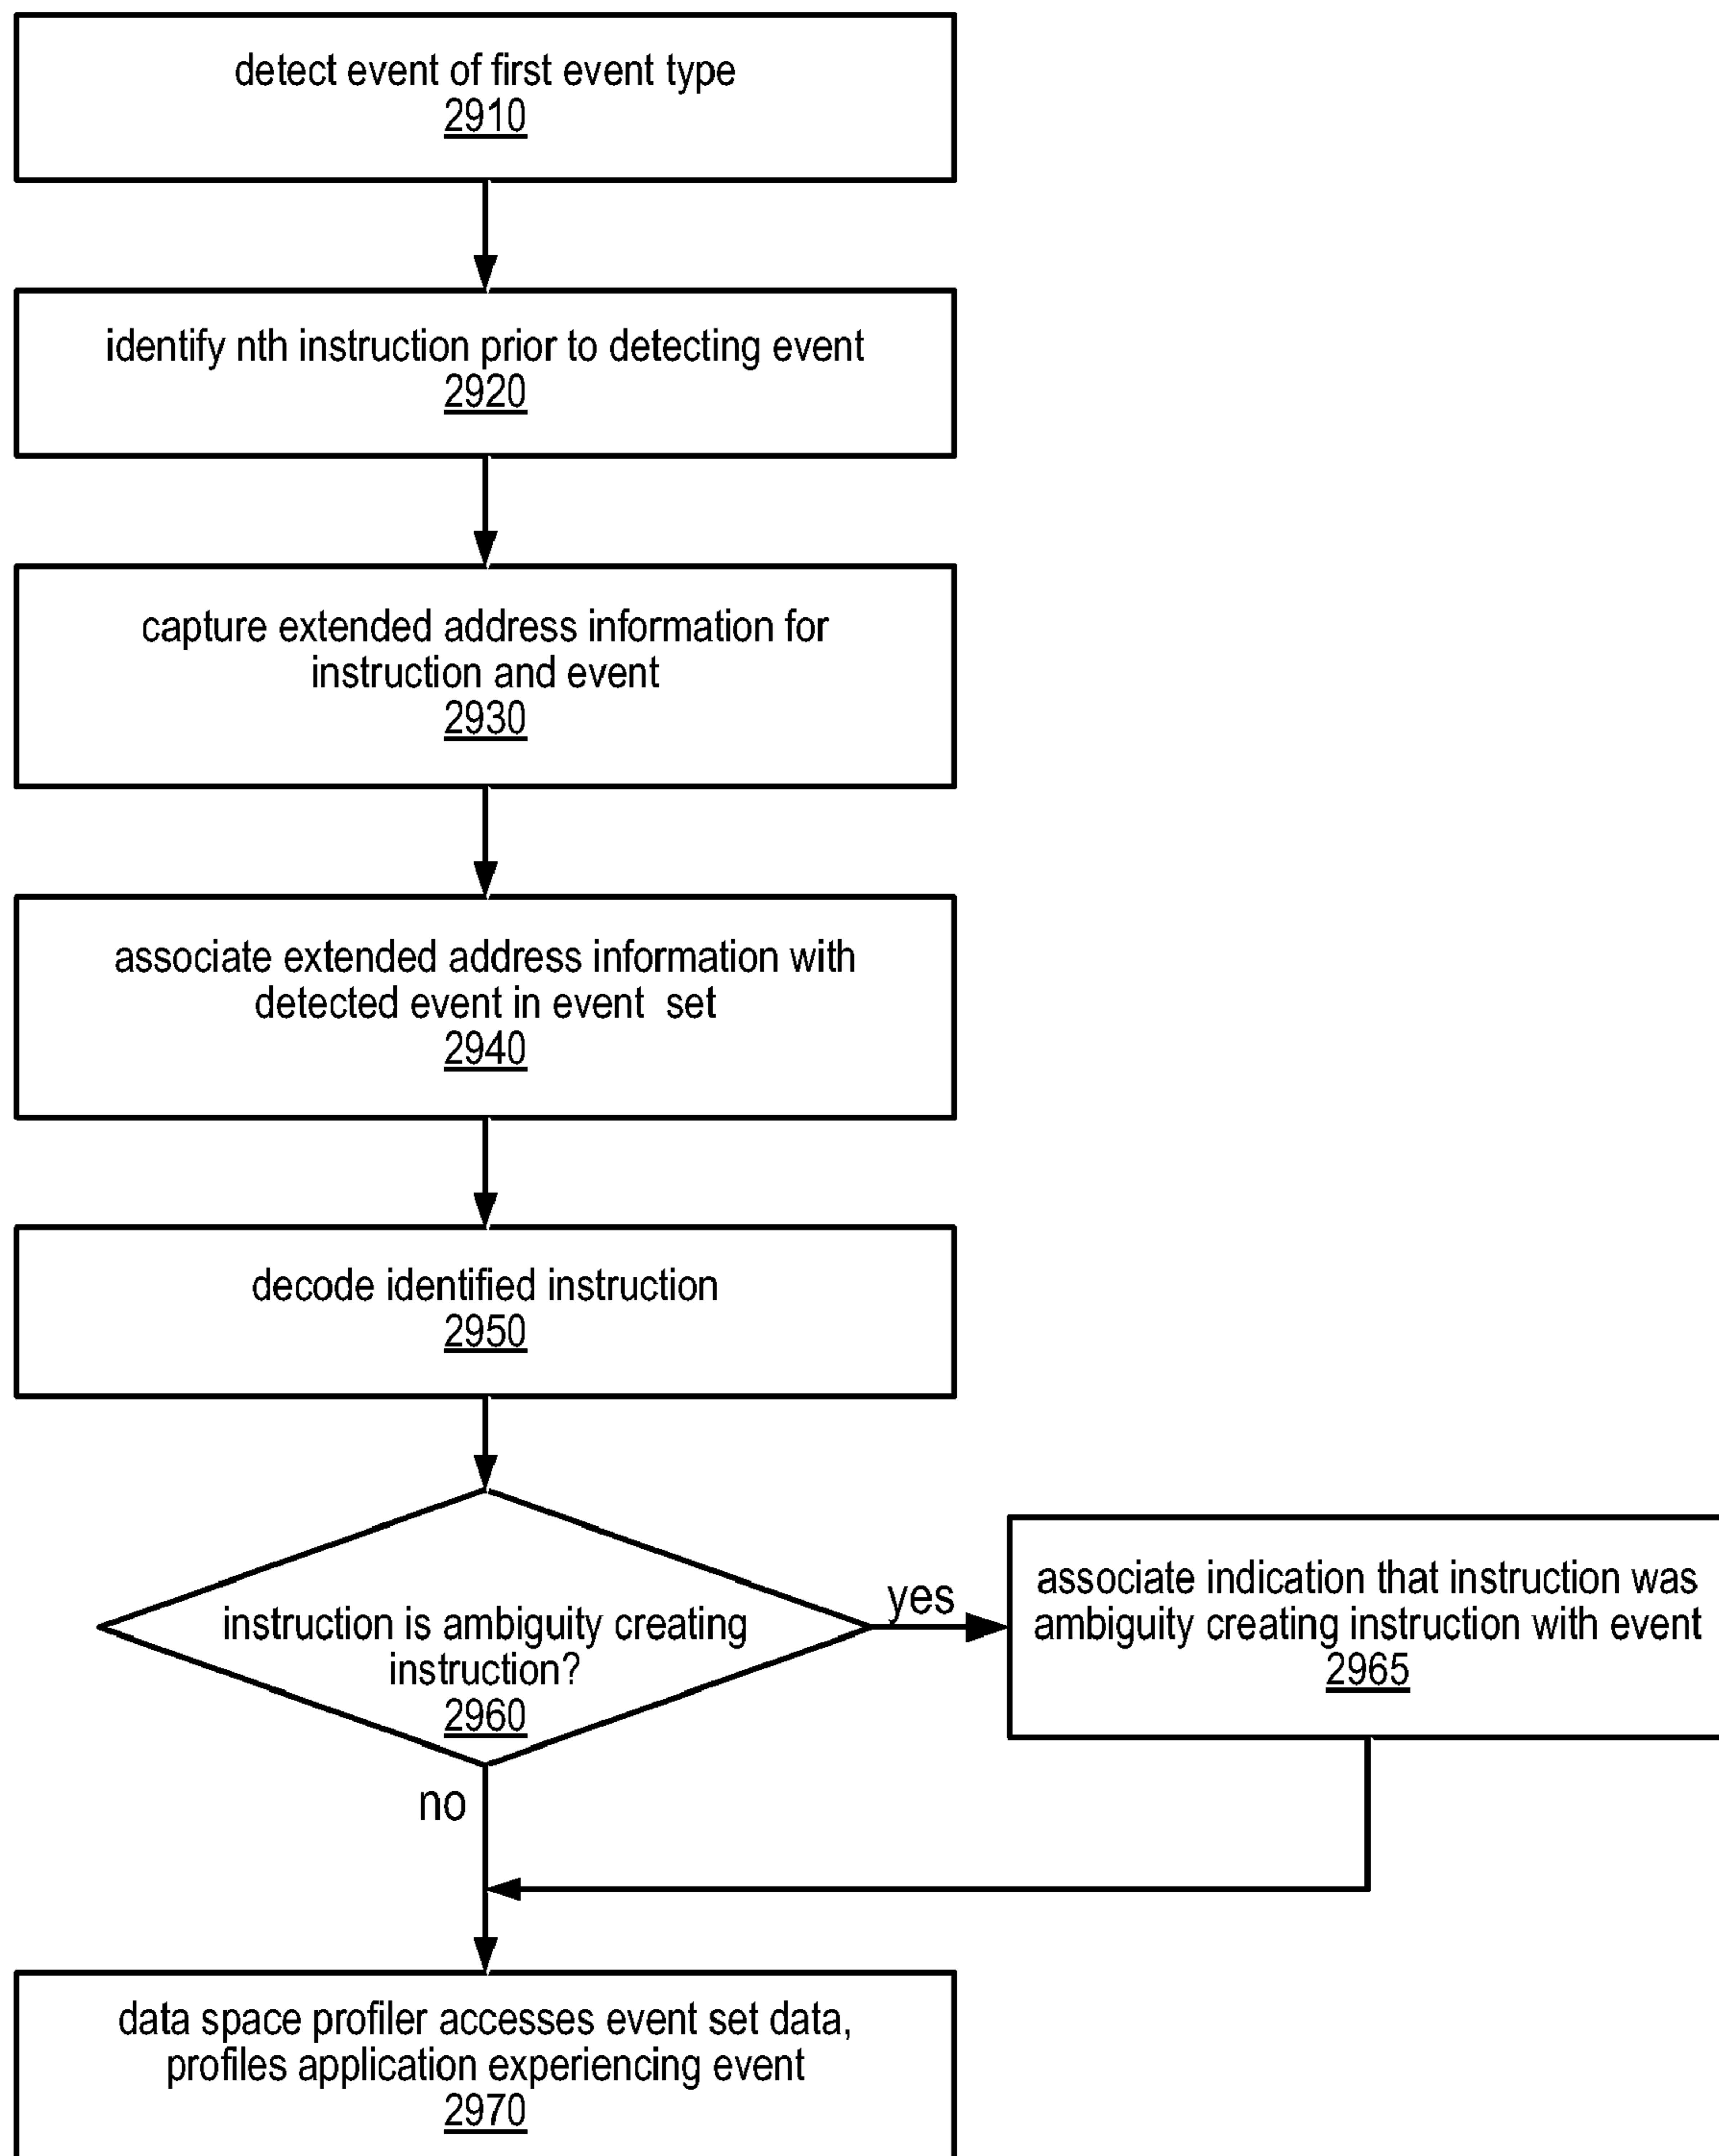 detect event of first event type
2910
identify nth instruction prior to detecting event
2920
capture extended address information for
instruction and event
2930
associate extended address information with
detected event in event set
2940
decode identified instruction
2950
instruction is ambiguity creating
instruction?
2960
yes
associate indication that instruction was
ambiguity creating instruction with event
2965
no
data space profiler accesses event set data,
profiles application experiencing event
2970